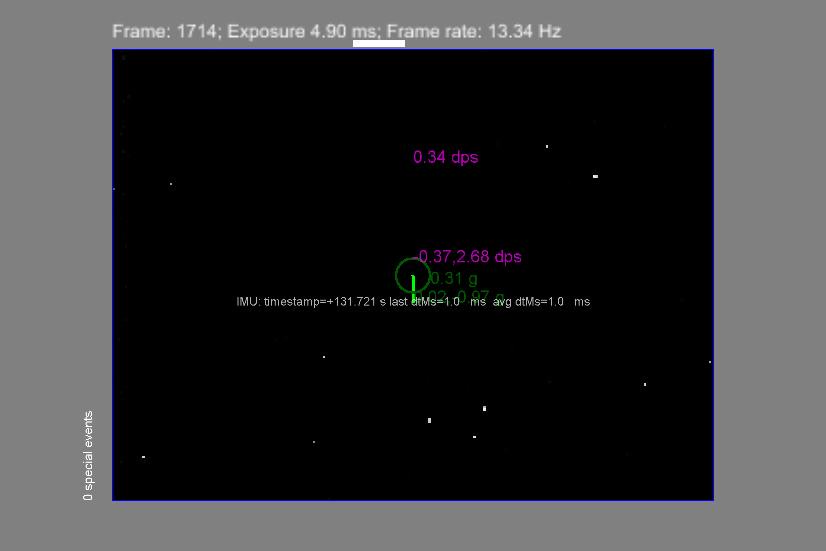 Frame: 1714; Exposure 4.90 ms; Frame rate: 13.34 Hz
0.34 dps
-0.37,2.68 dps
0.31 g
0.97 g
IMU: timestamp=+131.721 s last dtMs=1.0 ms avg dtMs=1.0 ms
0 special events